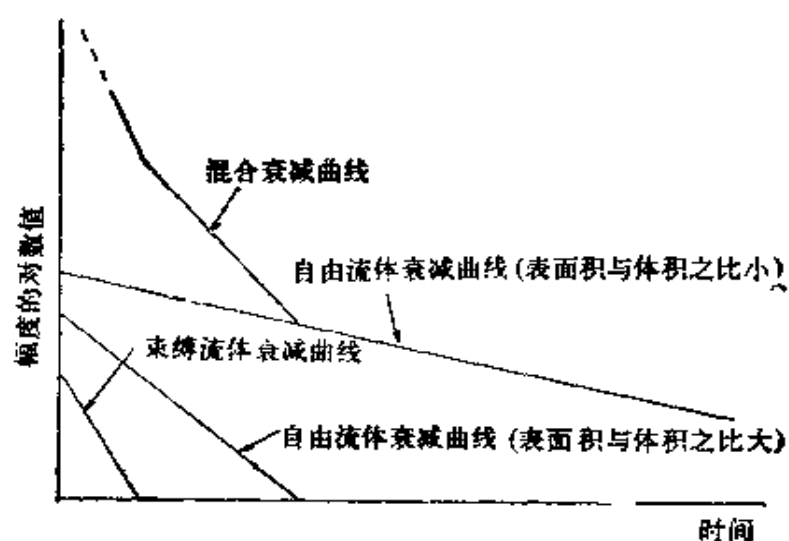 混合衰减曲线
幅度的对数值
自由流体衰减曲线(表面积与体积之比小)
束缚流体衰减曲线
自由流体衰减曲线(表面积与体积之比大)
时间